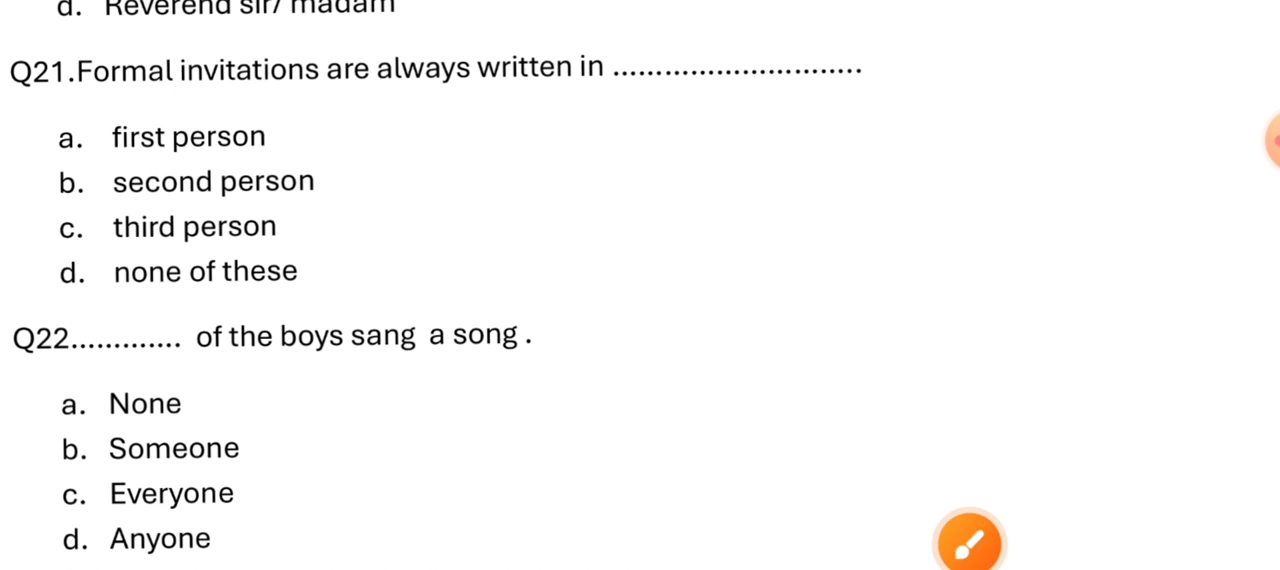 d. Reverend sir/ madam
Q21.Formal invitations are always written in .............................
a. first person
b. second person
c. third person
d. none of these
Q22............. of the boys sang a song .
a. None
b. Someone
c. Everyone
d. Anyone